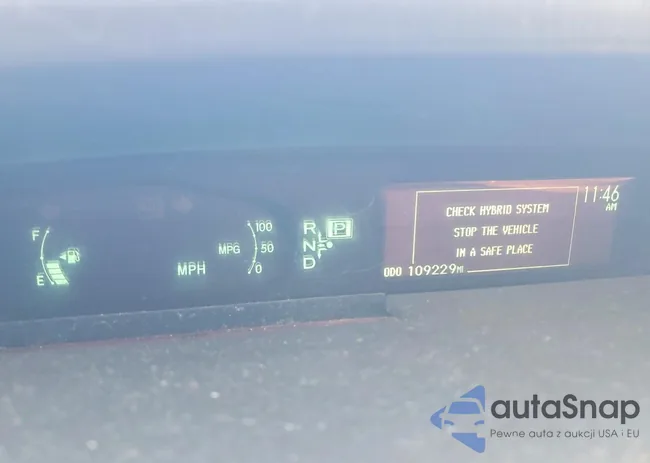 F
E
MPH
MPG
100
50
0
R
N
D
P
CHECK HYBRID SYSTEM
STOP THE VEHICLE
IN A SAFE PLACE
11:46
AM
ODO 109229MI
autaSnap
Pewne auta z aukcji USA i EU